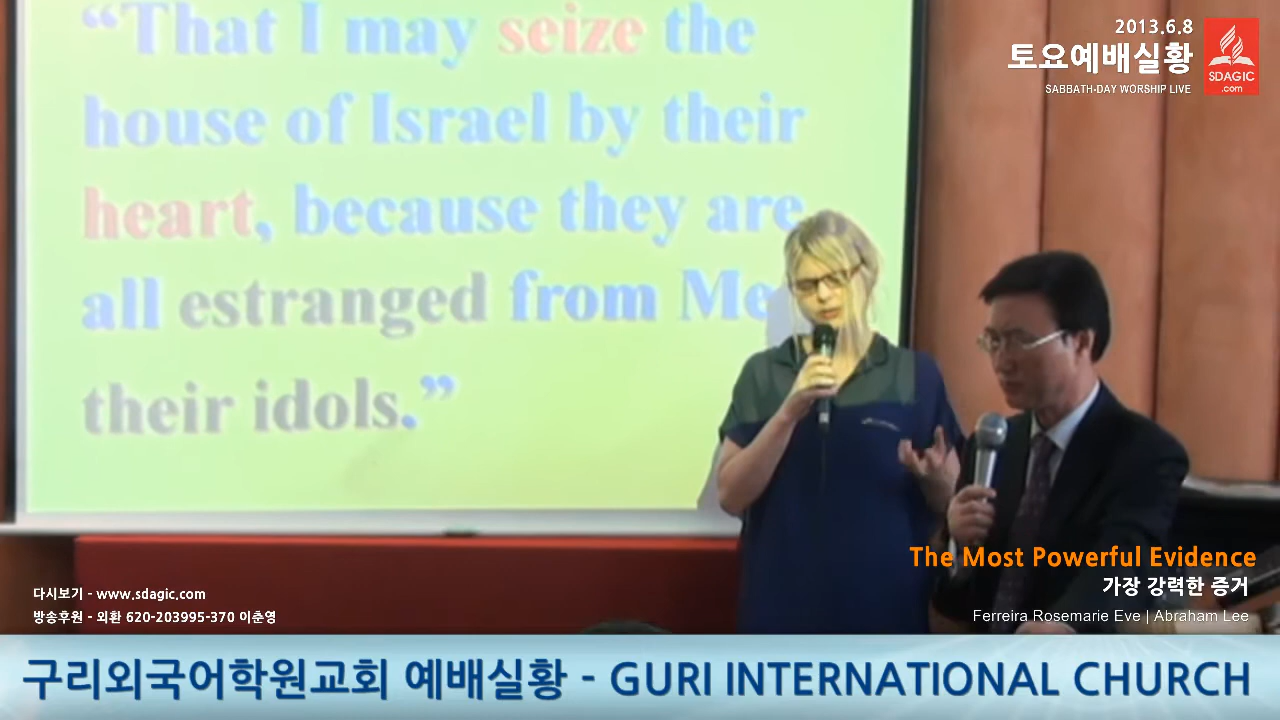 “That I may seize the
house of Israel by their
heart, because they are
all estranged from Me
their idols.”
2013.6.8
토요예배실황
SABBATH-DAY WORSHIP LIVE
SDAGIC
.com
The Most Powerful Evidence
가장 강력한 증거
Ferreira Rosemarie Eve | Abraham Lee
다시보기 - www.sdagic.com
방송후원 - 외환 620-203995-370 이춘영
구리외국어학원교회 예배실황 - GURI INTERNATIONAL CHURCH